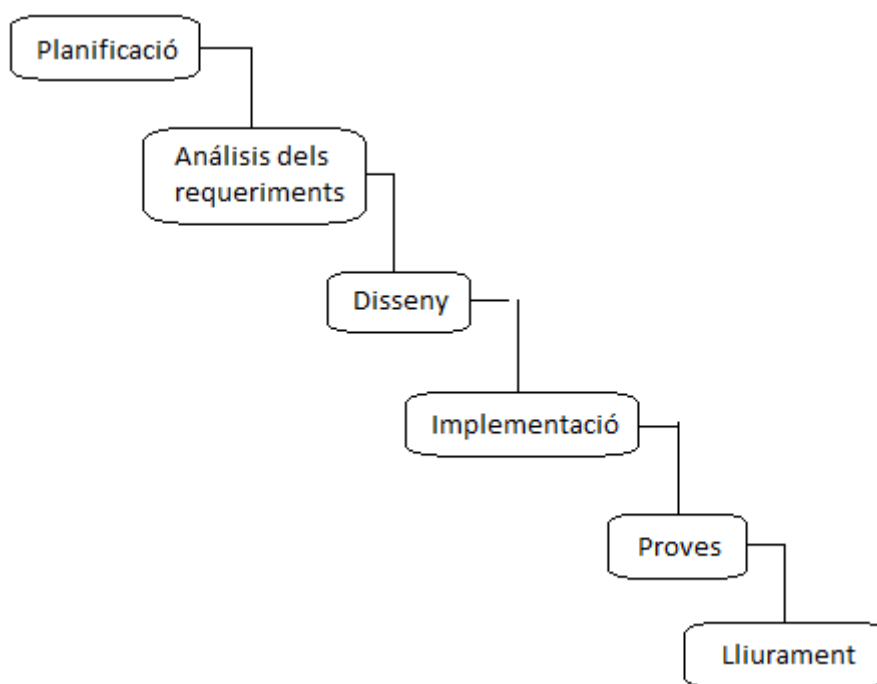 Planificació
Análisis dels
requeriments
Disseny
Implementació
Proves
Lliurament